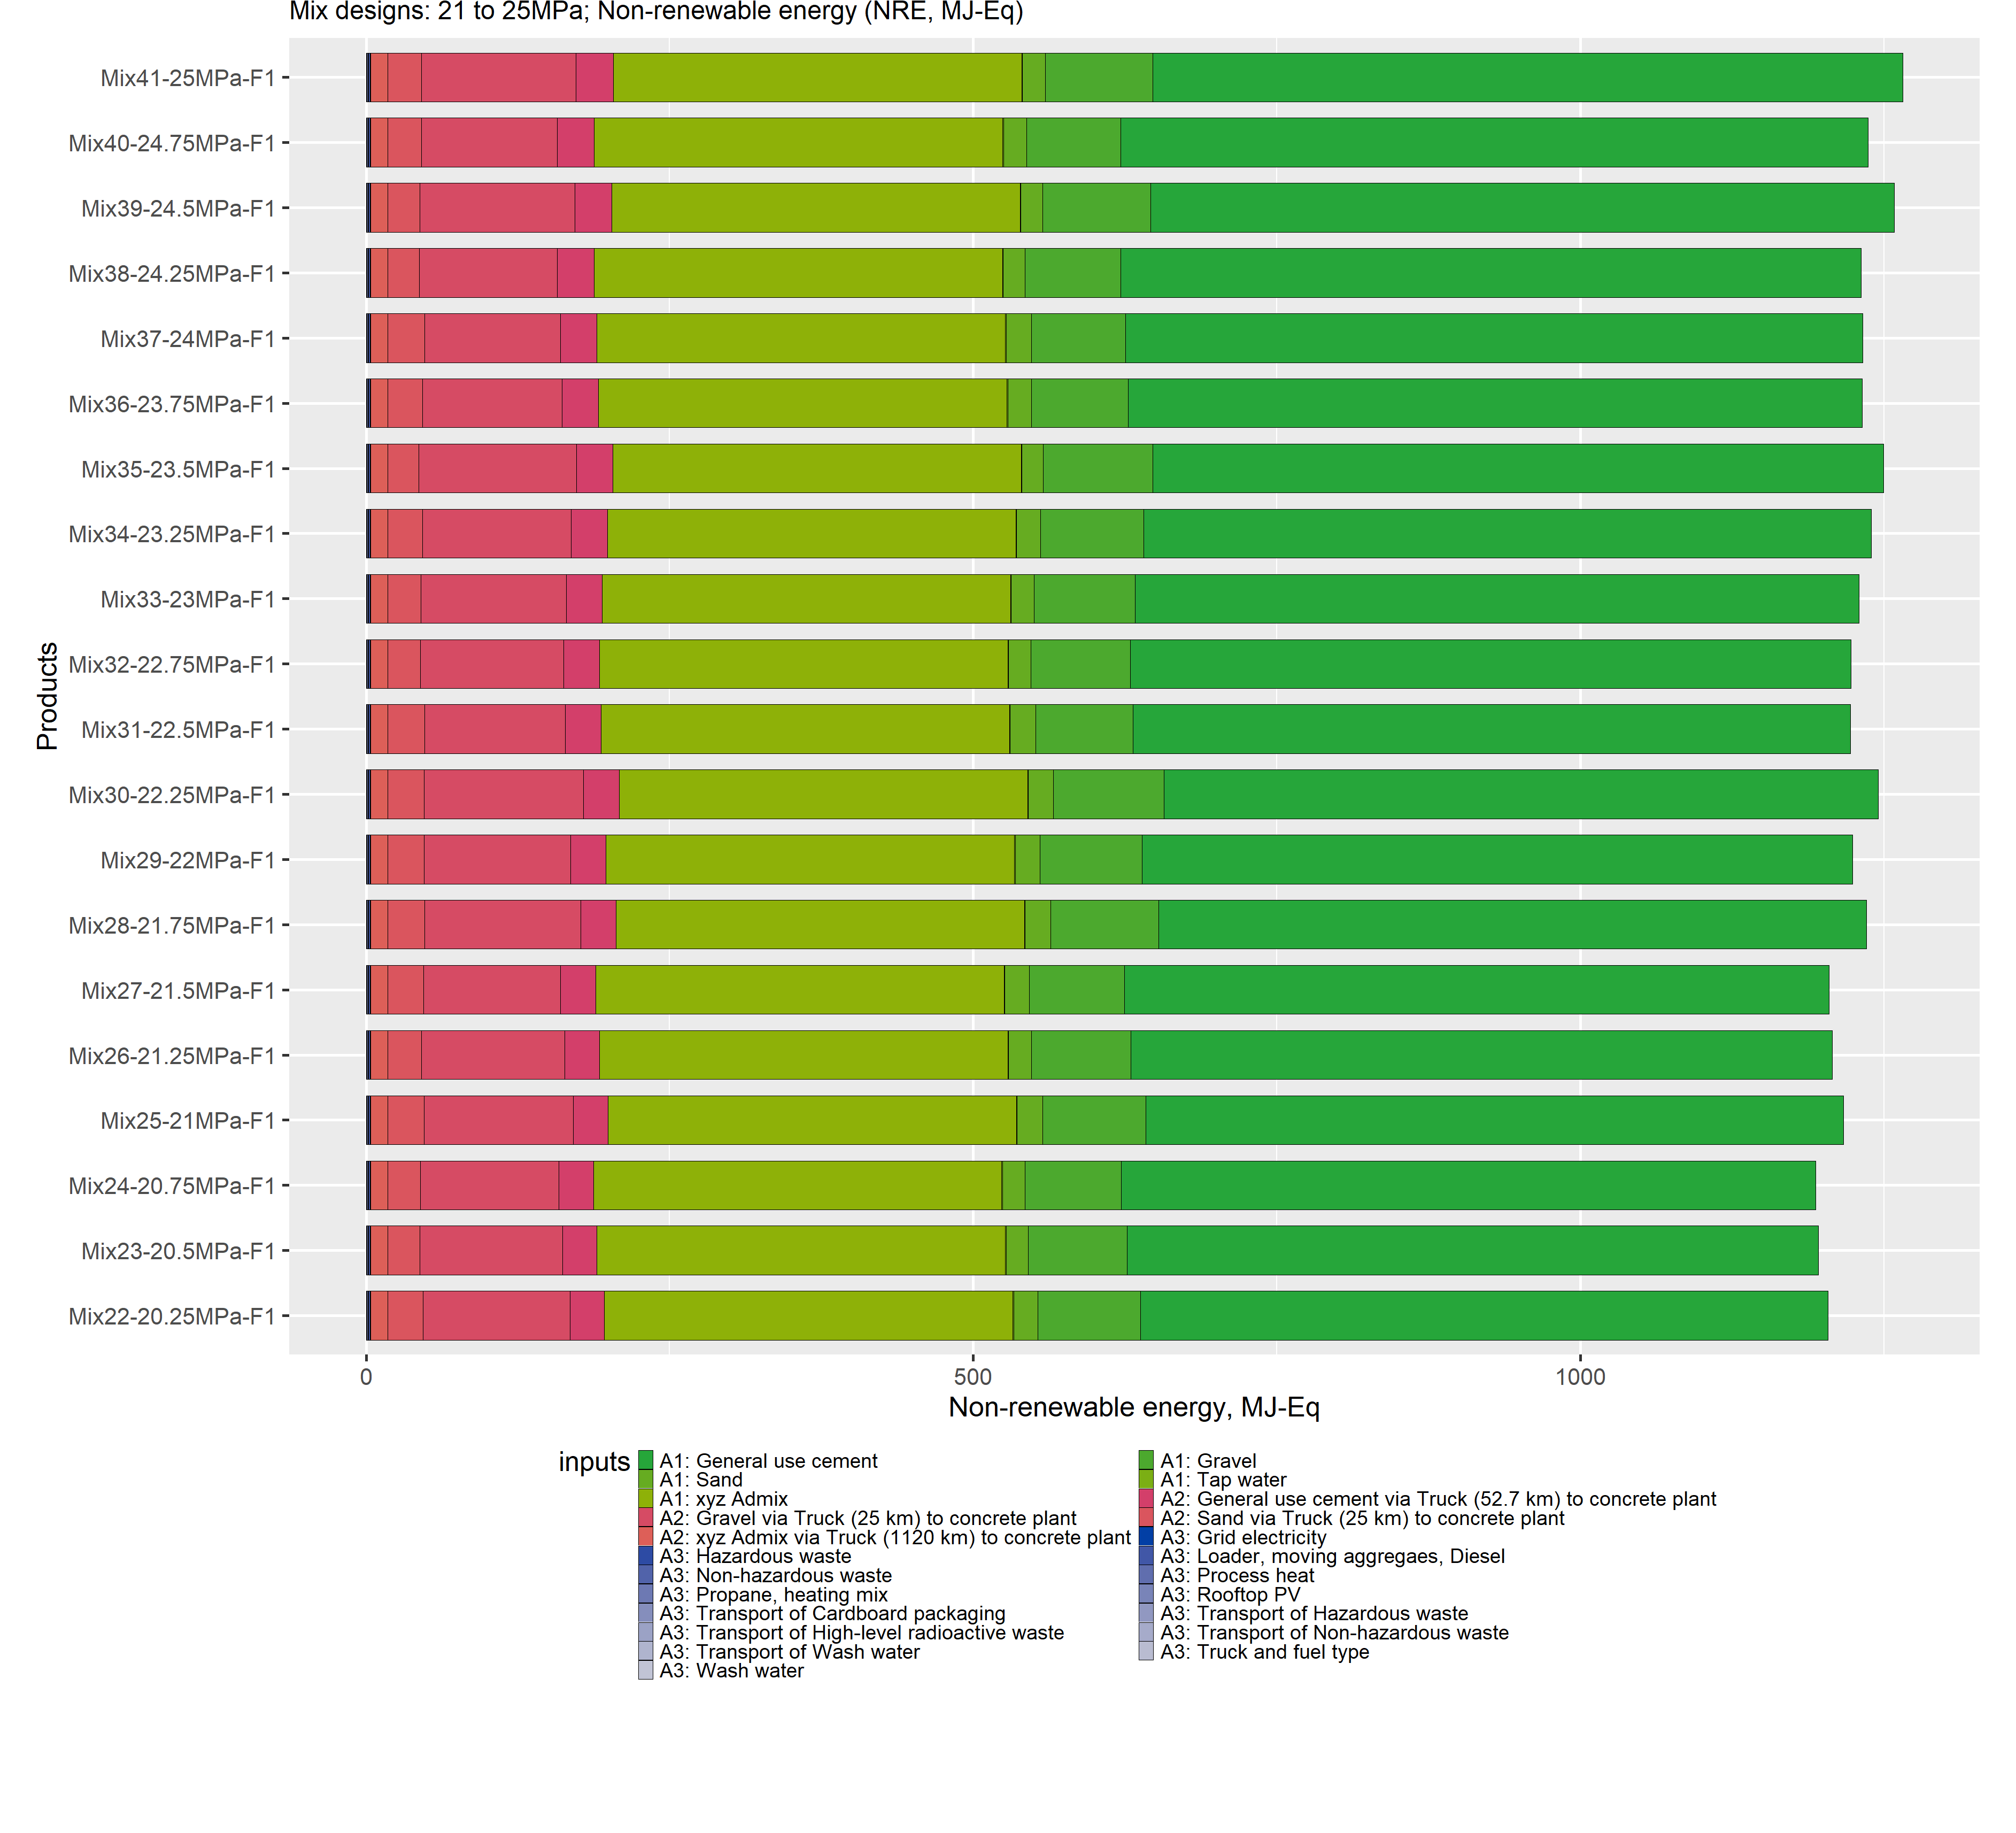 Mix designs: 21 to 25MPa; Non-renewable energy (NRE, MJ-Eq)
Products
Mix41-25MPa-F1
Mix40-24.75MPa-F1
Mix39-24.5MPa-F1
Mix38-24.25MPa-F1
Mix37-24MPa-F1
Mix36-23.75MPa-F1
Mix35-23.5MPa-F1
Mix34-23.25MPa-F1
Mix33-23MPa-F1
Mix32-22.75MPa-F1
Mix31-22.5MPa-F1
Mix30-22.25MPa-F1
Mix29-22MPa-F1
Mix28-21.75MPa-F1
Mix27-21.5MPa-F1
Mix26-21.25MPa-F1
Mix25-21MPa-F1
Mix24-20.75MPa-F1
Mix23-20.5MPa-F1
Mix22-20.25MPa-F1
0 500 1000
Non-renewable energy, MJ-Eq
inputs
A1: General use cement A1: Gravel
A1: Sand A1: Tap water
A1: xyz Admix A2: General use cement via Truck (52.7 km) to concrete plant
A2: Gravel via Truck (25 km) to concrete plant A2: Sand via Truck (25 km) to concrete plant
A2: xyz Admix via Truck (1120 km) to concrete plant A3: Grid electricity
A3: Hazardous waste A3: Loader, moving aggregaes, Diesel
A3: Non-hazardous waste A3: Process heat
A3: Propane, heating mix A3: Rooftop PV
A3: Transport of Cardboard packaging A3: Transport of Hazardous waste
A3: Transport of High-level radioactive waste A3: Transport of Non-hazardous waste
A3: Transport of Wash water A3: Truck and fuel type
A3: Wash water